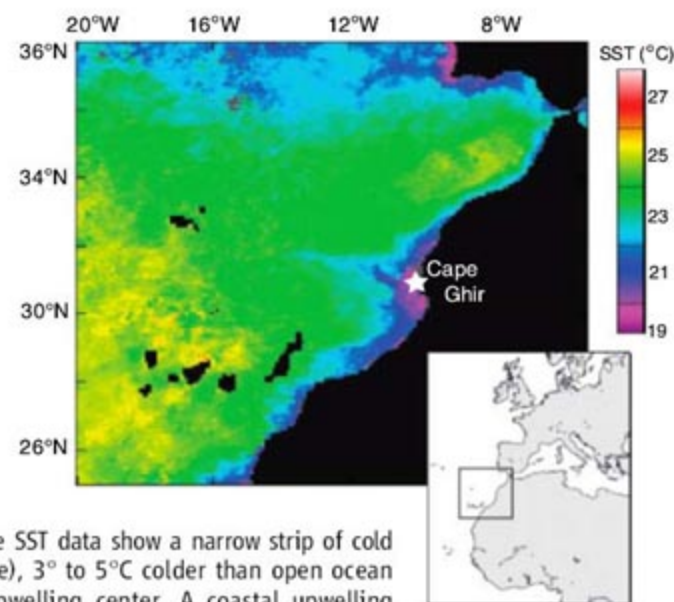 20°W 16°W 12°W 8°W
36°N
SST (°C)
27
34°N
25
23
Cape
Ghir
21
30°N
19
26°N
e SST data show a narrow strip of cold
e), 3° to 5°C colder than open ocean
pwelling center. A coastal upwelling